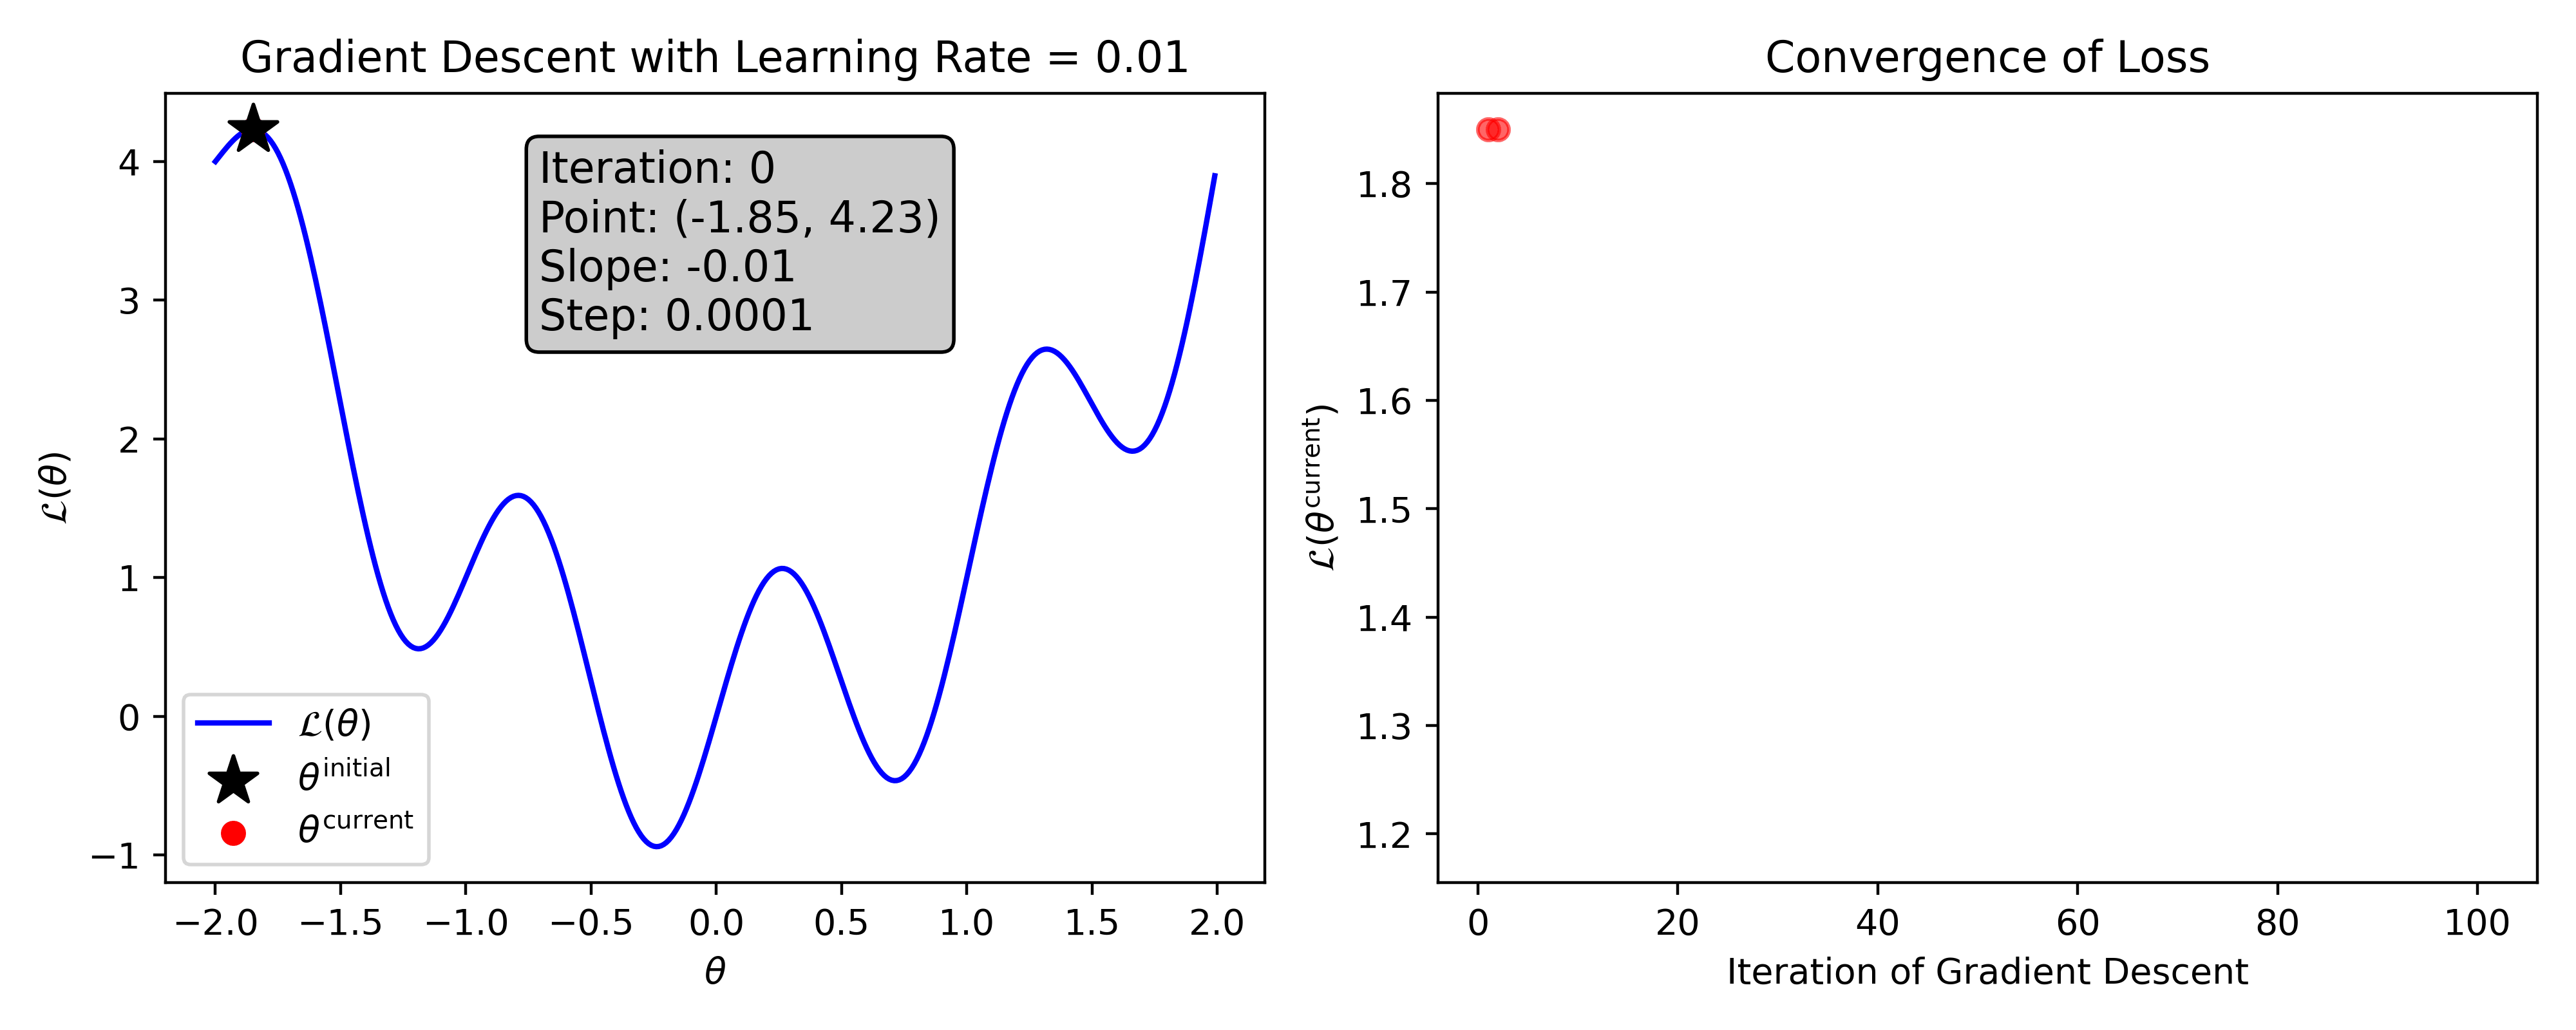 Gradient Descent with Learning Rate = 0.01
Iteration: 0
Point: (-1.85, 4.23)
Slope: -0.01
Step: 0.0001
4
3
2
1
0
−1
ℒ(θ)
ℒ(θ)
θ^initial
θ^current
−2.0 −1.5 −1.0 −0.5 0.0 0.5 1.0 1.5 2.0
θ
Convergence of Loss
1.8
1.7
1.6
1.5
1.4
1.3
1.2
ℒ(θ^current)
0 20 40 60 80 100
Iteration of Gradient Descent